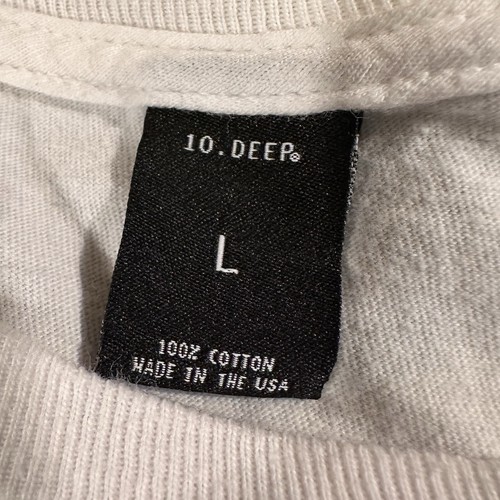 10.DEEP®
L
100% COTTON
MADE IN THE USA